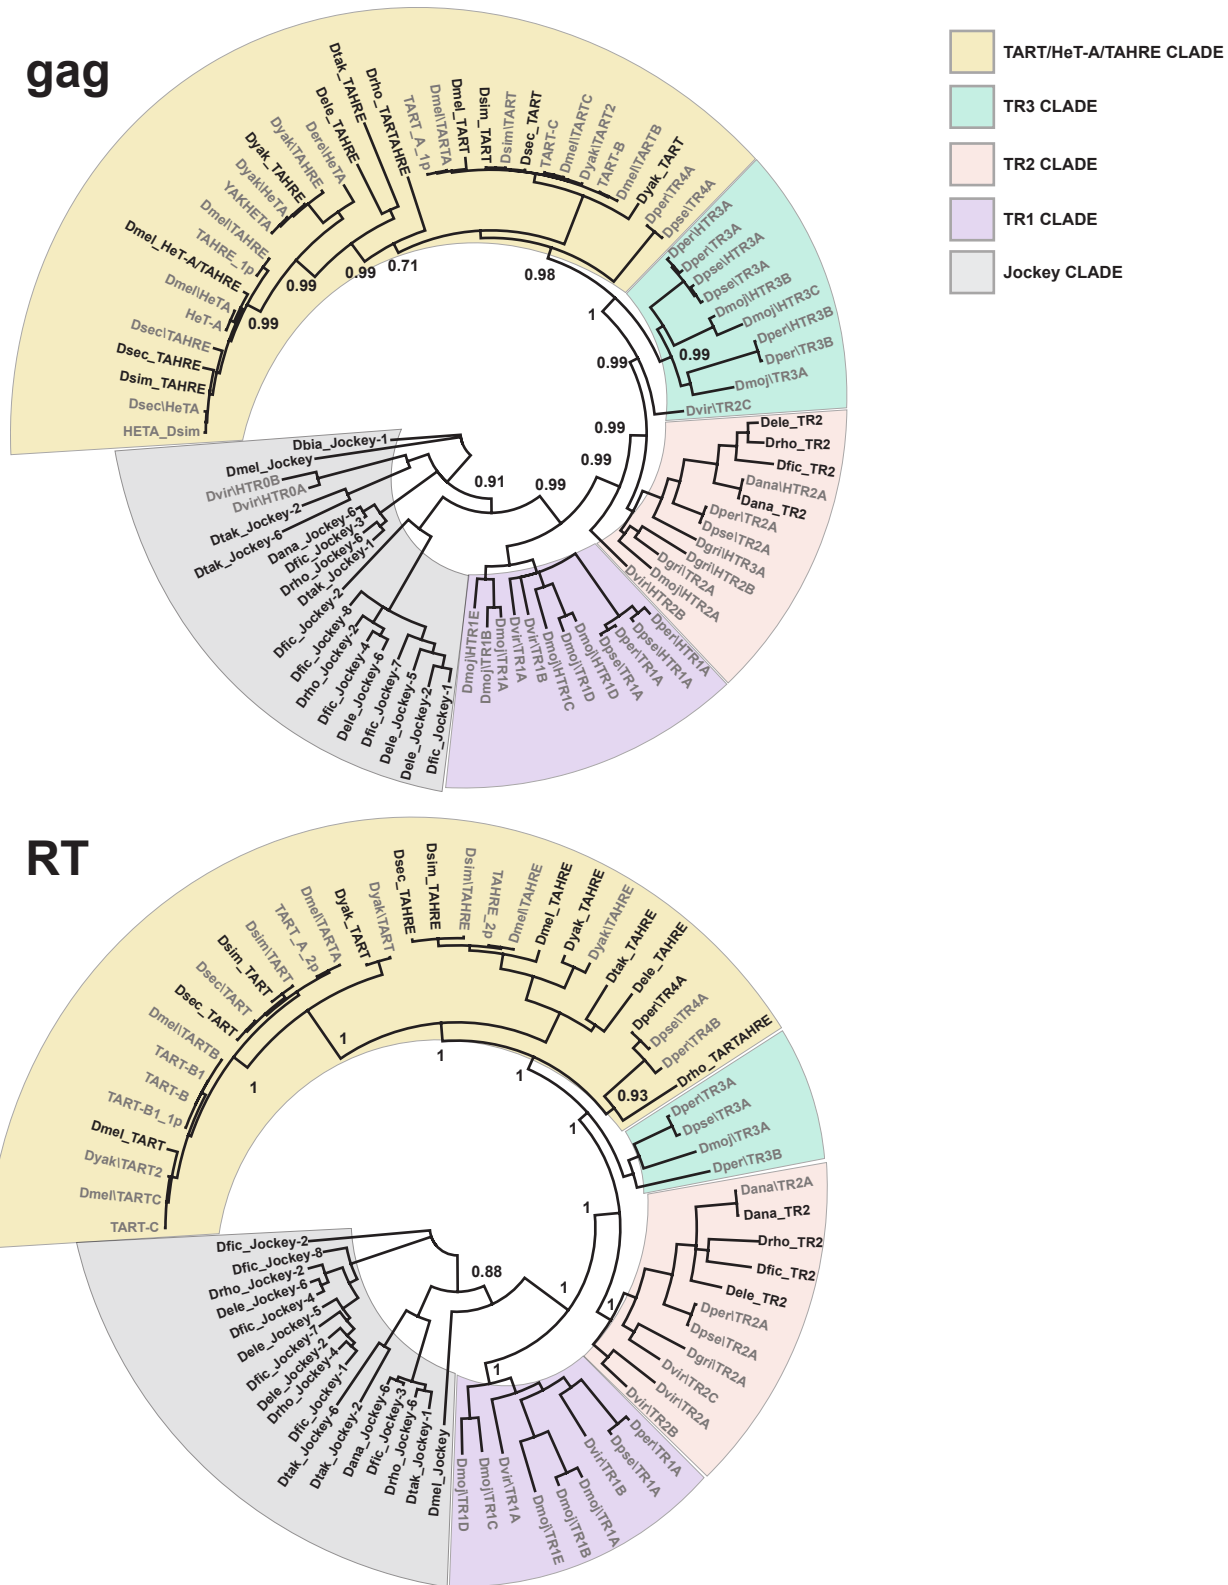 gag
TART/HeT-A/TAHRE CLADE
TR3 CLADE
TR2 CLADE
TR1 CLADE
Jockey CLADE
HETA_Dsim
Dsec\HeTA
Dsim_TAHRE
Dsec_TAHRE
Dsec\TAHRE
HeT-A
Dmel\HeTA
Dmel_HeT-A/TAHRE
TAHRE_1p
Dmel\TAHRE
YAKHETA
Dyak\HeTA
Dyak_TAHRE
Dyak\TAHRE
Dere\HeTA
Dele_TAHRE
Dtak_TAHRE
Drho_TARTAHRE
TART_A_1p
Dmel\TARTA
Dmel_TART
Dsim_TART
Dsim\TART
Dsec_TART
TART-C
Dmel\TARTC
Dyak\TART2
TART-B
Dmel\TARTB
Dyak_TART
Dper\TR4A
Dpse\TR4A
Dper\HTR3A
Dper\TR3A
Dpse\HTR3A
Dpse\TR3A
Dmoj\HTR3B
Dmoj\HTR3C
Dper\HTR3B
Dper\TR3B
Dmoj\TR3A
Dvir\TR2C
Dele_TR2
Drho_TR2
Dfic_TR2
Dana\HTR2A
Dana_TR2
Dper\TR2A
Dpse\TR2A
Dgri\HTR3A
Dgri\HTR2B
Dgri\TR2A
Dmoj\HTR2A
Dvir\HTR2B
Dper\HTR1A
Dpse\HTR1A
Dper\TR1A
Dpse\TR1A
Dmoj\HTR1D
Dmoj\TR1D
Dmoj\HTR1C
Dvir\TR1B
Dvir\TR1A
Dmoj\TR1A
Dmoj\TR1B
Dmoj\HTR1E
Dfic_Jockey-1
Dele_Jockey-2
Dele_Jockey-5
Dfic_Jockey-7
Dele_Jockey-6
Dfic_Jockey-4
Drho_Jockey-2
Dfic_Jockey-8
Dfic_Jockey-2
Dtak_Jockey-1
Drho_Jockey-6
Dfic_Jockey-3
Dana_Jockey-6
Dtak_Jockey-6
Dtak_Jockey-2
Dvir\HTR0A
Dvir\HTR0B
Dmel_Jockey
Dbia_Jockey-1
0.99
0.99
0.99
0.71
0.98
1
0.99
0.99
0.99
0.99
0.99
0.91
RT
TART-C
Dmel\TARTC
Dyak\TART2
Dmel_TART
TART-B1_1p
TART-B
TART-B1
Dmel\TARTB
Dsec_TART
Dsec\TART
Dsim_TART
Dsim\TART
TART_A_2p
Dmel\TARTA
Dyak_TART
Dyak\TART
Dsec_TAHRE
Dsim_TAHRE
Dsim\TAHRE
TAHRE_2p
Dmel\TAHRE
Dmel_TAHRE
Dyak_TAHRE
Dyak\TAHRE
Dtak_TAHRE
Dele_TAHRE
Dper\TR4A
Dpse\TR4A
Dper\TR4B
Drho_TARTAHRE
Dper\TR3A
Dpse\TR3A
Dmoj\TR3A
Dper\TR3B
Dana\TR2A
Dana_TR2
Drho_TR2
Dfic_TR2
Dele_TR2
Dper\TR2A
Dpse\TR2A
Dgri\TR2A
Dvir\TR2C
Dvir\TR2A
Dvir\TR2B
Dper\TR1A
Dpse\TR1A
Dvir\TR1B
Dmoj\TR1A
Dmoj\TR1B
Dmoj\TR1E
Dvir\TR1A
Dmoj\TR1C
Dmoj\TR1D
Dmel_Jockey
Dtak_Jockey-1
Drho_Jockey-6
Dfic_Jockey-3
Dana_Jockey-6
Dtak_Jockey-2
Dtak_Jockey-6
Dfic_Jockey-1
Drho_Jockey-4
Dele_Jockey-2
Dfic_Jockey-7
Dele_Jockey-5
Dfic_Jockey-4
Dele_Jockey-6
Drho_Jockey-2
Dfic_Jockey-8
Dfic_Jockey-2
1
1
1
1
0.93
1
1
1
1
1
0.88